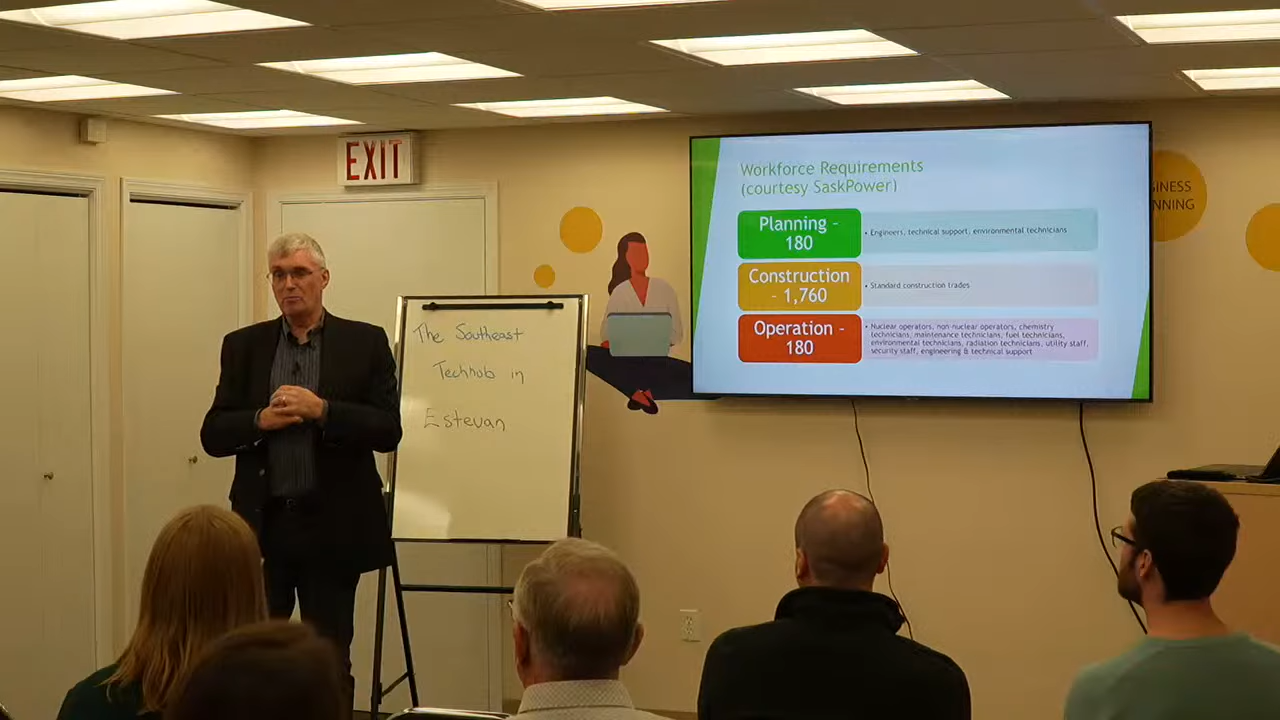 EXIT
The Southeast
Techhob in
Estevan
Workforce Requirements
(courtesy SaskPower)
Planning –
180
• Engineers, technical support, environmental technicians
Construction
– 1,760
• Standard construction trades
Operation –
180
• Nuclear operators, non-nuclear operators, chemistry
technicians, maintenance technicians, fuel technicians,
environmental technicians, radiation technicians, utility staff,
security staff, engineering & technical support
INESS
NNING